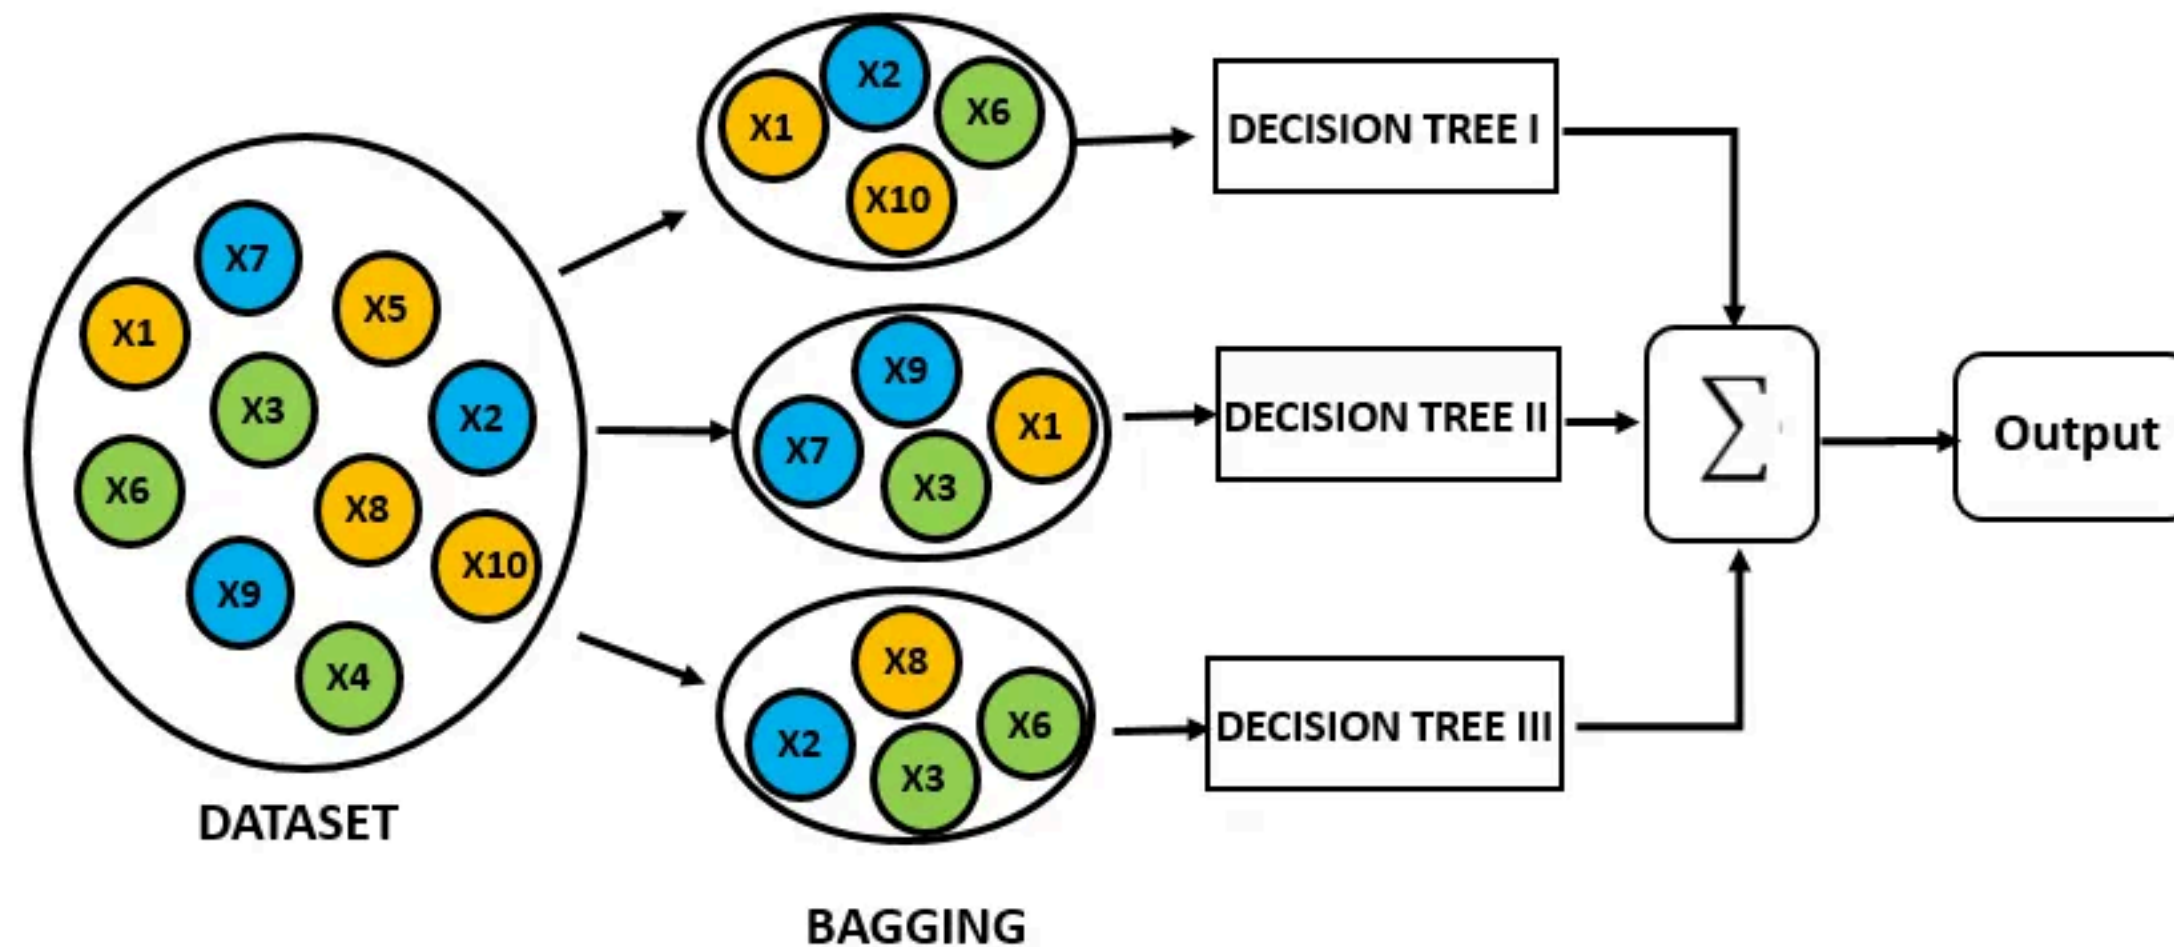 X7
X5
X1
X3
X2
X6
X8
X10
X9
X4
DATASET
X2
X1
X6
X10
X9
X1
X7
X3
X8
X6
X2
X3
BAGGING
DECISION TREE I
DECISION TREE II
DECISION TREE III
∑
Output